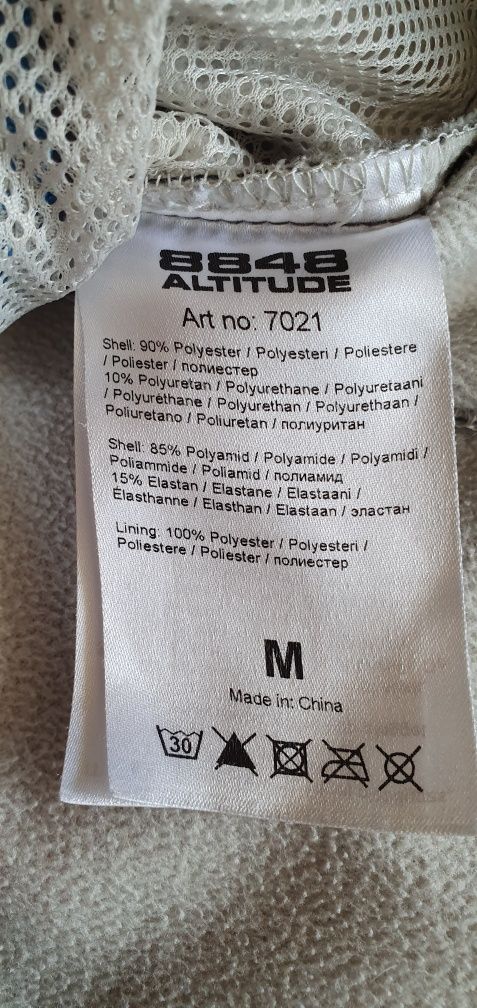 8848
ALTITUDE
Art no: 7021
Shell: 90% Polyester / Polyesteri / Poliestere
/ Poliester / полиестер
10% Polyuretan / Polyurethane / Polyuretaani
/ Polyuréthane / Polyurethan / Polyurethaan /
Poliuretano / Poliuretan / полиуритан
Shell: 85% Polyamid / Polyamide / Polyamidi /
Poliammide / Poliamid / полиамид
15% Elastan / Elastane / Elastaani /
Élasthanne / Elasthan / Elastaan / эластан
Lining: 100% Polyester / Polyesteri /
Poliestere / Poliester / полиестер
M
Made in: China
30